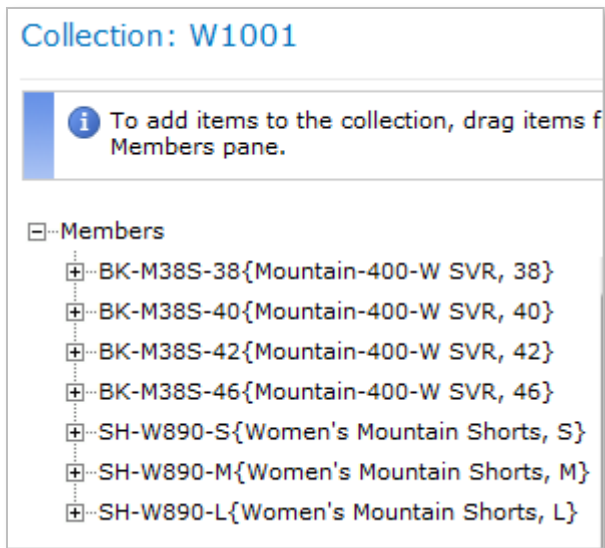 Collection: W1001
To add items to the collection, drag items f
Members pane.
Members
BK-M38S-38{Mountain-400-W SVR, 38}
BK-M38S-40{Mountain-400-W SVR, 40}
BK-M38S-42{Mountain-400-W SVR, 42}
BK-M38S-46{Mountain-400-W SVR, 46}
SH-W890-S{Women's Mountain Shorts, S}
SH-W890-M{Women's Mountain Shorts, M}
SH-W890-L{Women's Mountain Shorts, L}